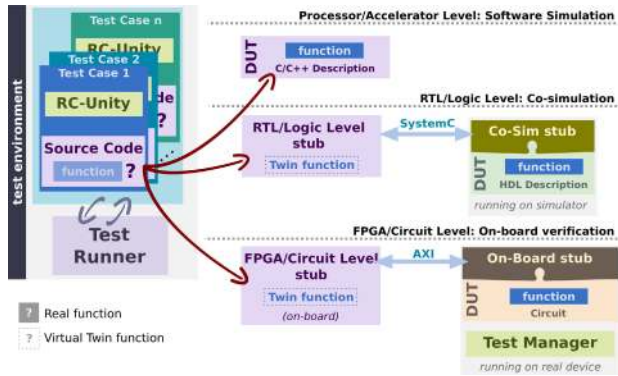 Processor/Accelerator Level: Software Simulation
Test Case n
RC-Unity
de
?
Test Case 2
Test Case 1
RC-Unity
Source Code
function ?
test environment
Test
Runner
DUT
function
C/C++ Description
RTL/Logic Level: Co-simulation
RTL/Logic Level
stub
Twin function
SystemC
Co-Sim stub
DUT
function
HDL Description
running on simulator
FPGA/Circuit Level: On-board verification
FPGA/Circuit Level
stub
Twin function
(on-board)
AXI
On-Board stub
DUT
function
Circuit
Test Manager
running on real device
? Real function
? Virtual Twin function